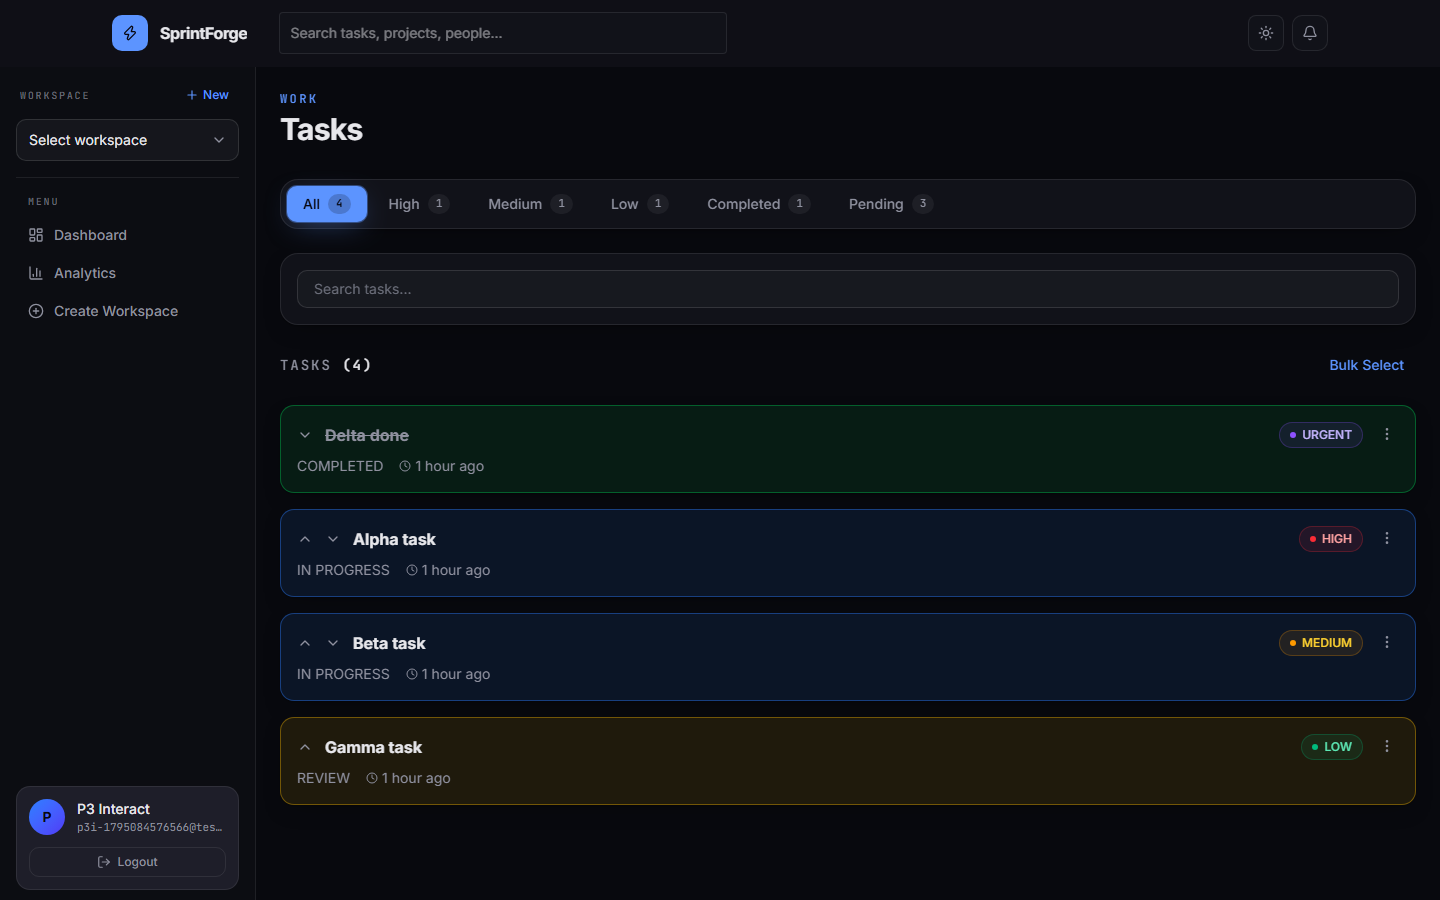 SprintForge
Search tasks, projects, people...
WORKSPACE
New
Select workspace
MENU
Dashboard
Analytics
Create Workspace
P
P3 Interact
p3i-1795084576566@tes…
Logout
WORK
Tasks
All 4 High 1 Medium 1 Low 1 Completed 1 Pending 3
Search tasks...
TASKS (4)
Bulk Select
Delta done
URGENT
COMPLETED 1 hour ago
Alpha task
HIGH
IN PROGRESS 1 hour ago
Beta task
MEDIUM
IN PROGRESS 1 hour ago
Gamma task
LOW
REVIEW 1 hour ago